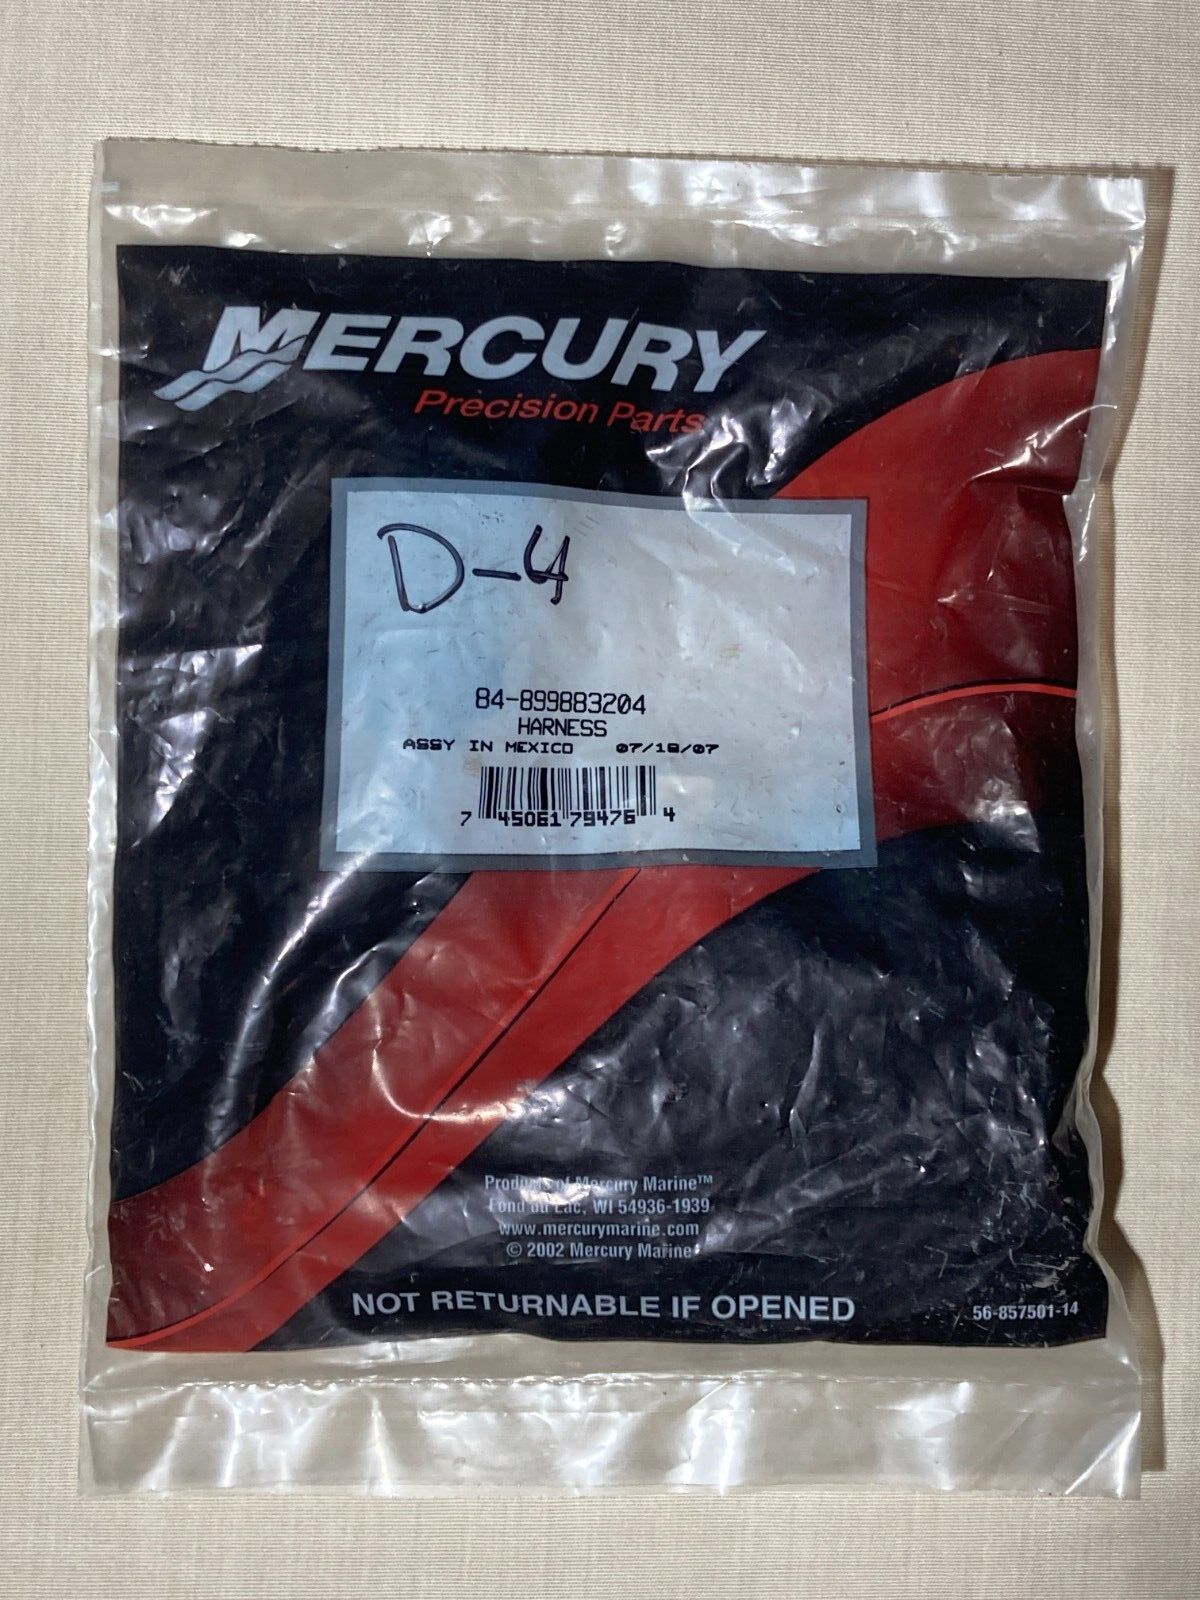 MERCURY
Precision Parts
D-4
84-899883204
HARNESS
ASSY IN MEXICO 07/18/07
7 45061 79476 4
Products of Mercury Marine™
Fond du Lac, WI 54936-1939
www.mercurymarine.com
© 2002 Mercury Marine
NOT RETURNABLE IF OPENED
56-857501-14